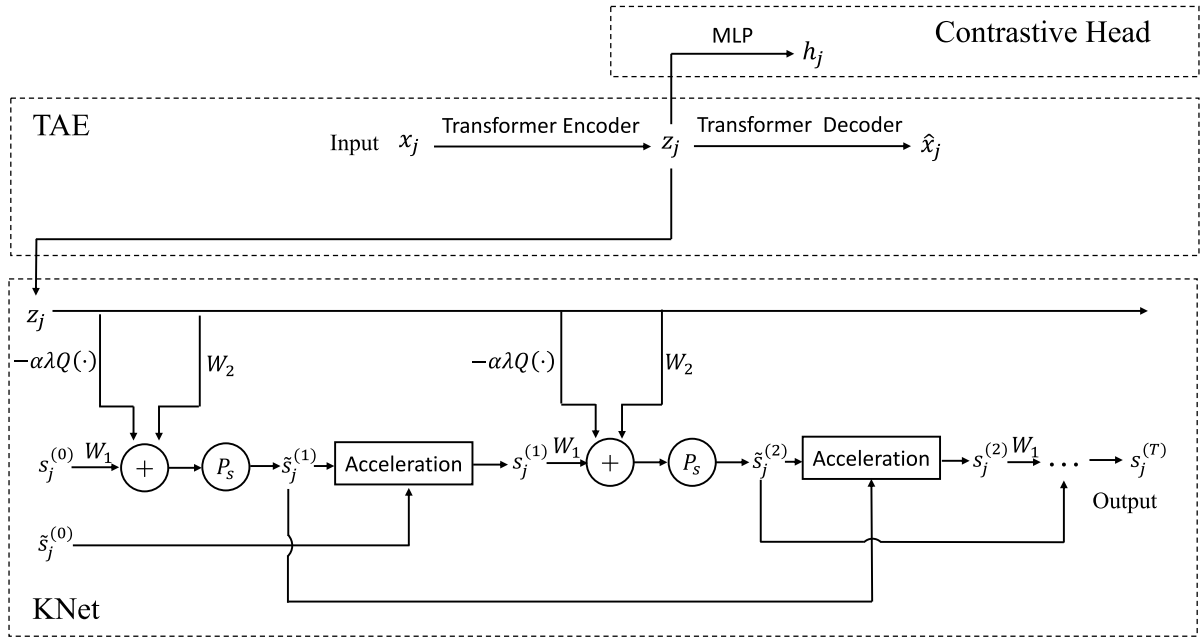 MLP
Contrastive Head
h_j
TAE
Input x_j Transformer Encoder z_j Transformer Decoder x̂_j
z_j
−αλQ(·) W_2 −αλQ(·) W_2
s_j^{(0)} W_1 + P_s s̃_j^{(1)} Acceleration s_j^{(1)} W_1 + P_s s̃_j^{(2)} Acceleration s_j^{(2)} W_1 ... s_j^{(T)}
Output
s̃_j^{(0)}
KNet